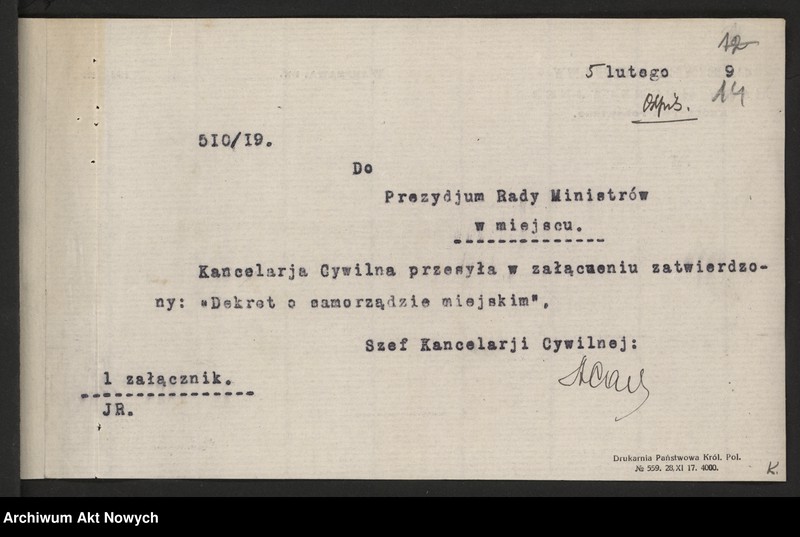 12
5 lutego 9
Odpis.
14
510/19.
Do
Prezydjum Rady Ministrów
w miejscu.
Kancelarja Cywilna przesyła w załącueniu zatwierdzo-
ny: "Dekret o samorządzie miejskim",
Szef Kancelarji Cywilnej:
1 załącznik.
JR.
Drukarnia Państwowa Król. Pol.
№ 559. 28.XI 17. 4000.
K.
Archiwum Akt Nowych